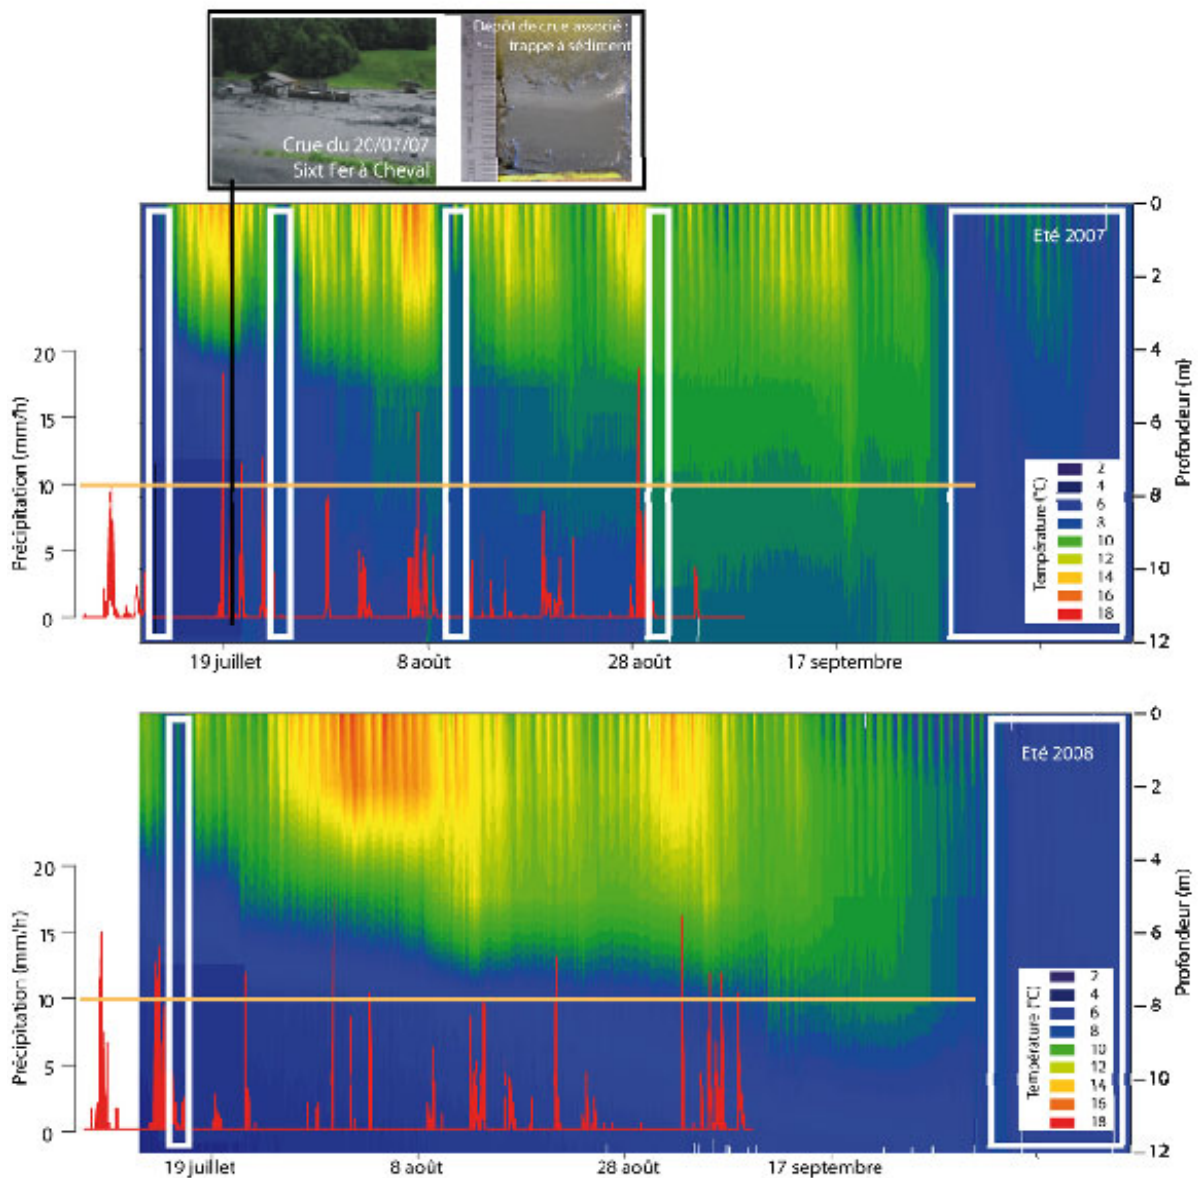 Dépôt de crue associé :
trappe à sédiment
Crue du 20/07/07
Sixt Fer à Cheval
Eté 2007
Précipitation (mm/h)
20
15
10
5
0
0
2
4
6
8
10
12
Profondeur (m)
Température (°C)
2
4
6
8
10
12
14
16
18
19 juillet
8 août
28 août
17 septembre
Eté 2008
Précipitation (mm/h)
20
15
10
5
0
0
2
4
6
8
10
12
Profondeur (m)
Température (°C)
2
4
6
8
10
12
14
16
18
19 juillet
8 août
28 août
17 septembre